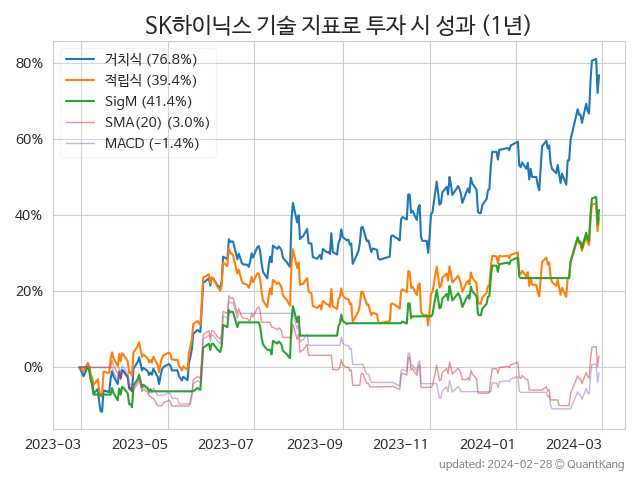 SK하이닉스 기술 지표로 투자 시 성과 (1년)
거치식 (76.8%)
적립식 (39.4%)
SigM (41.4%)
SMA(20) (3.0%)
MACD (−1.4%)
80%
60%
40%
20%
0%
2023-03 2023-05 2023-07 2023-09 2023-11 2024-01 2024-03
updated: 2024-02-28 © QuantKang